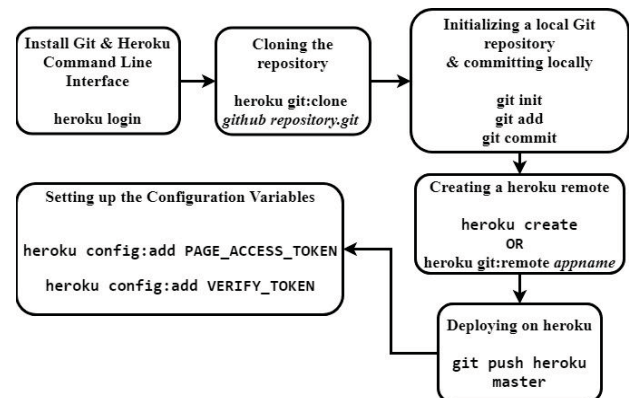 Install Git & Heroku
Command Line
Interface
heroku login
Cloning the
repository
heroku git:clone
github repository.git
Initializing a local Git
repository
& committing locally
git init
git add
git commit
Creating a heroku remote
heroku create
OR
heroku git:remote appname
Deploying on heroku
git push heroku
master
Setting up the Configuration Variables
heroku config:add PAGE_ACCESS_TOKEN
heroku config:add VERIFY_TOKEN